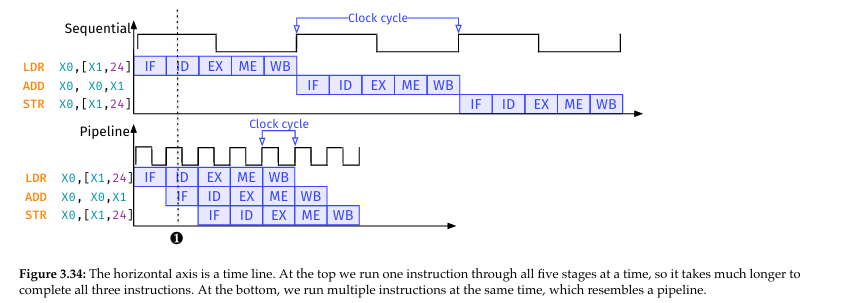 Sequential
Clock cycle
LDR X0,[X1,24] IF ID EX ME WB
ADD X0, X0,X1 IF ID EX ME WB
STR X0,[X1,24] IF ID EX ME WB
Pipeline
Clock cycle
LDR X0,[X1,24] IF ID EX ME WB
ADD X0, X0,X1 IF ID EX ME WB
STR X0,[X1,24] IF ID EX ME WB
❶
Figure 3.34: The horizontal axis is a time line. At the top we run one instruction through all five stages at a time, so it takes much longer to
complete all three instructions. At the bottom, we run multiple instructions at the same time, which resembles a pipeline.